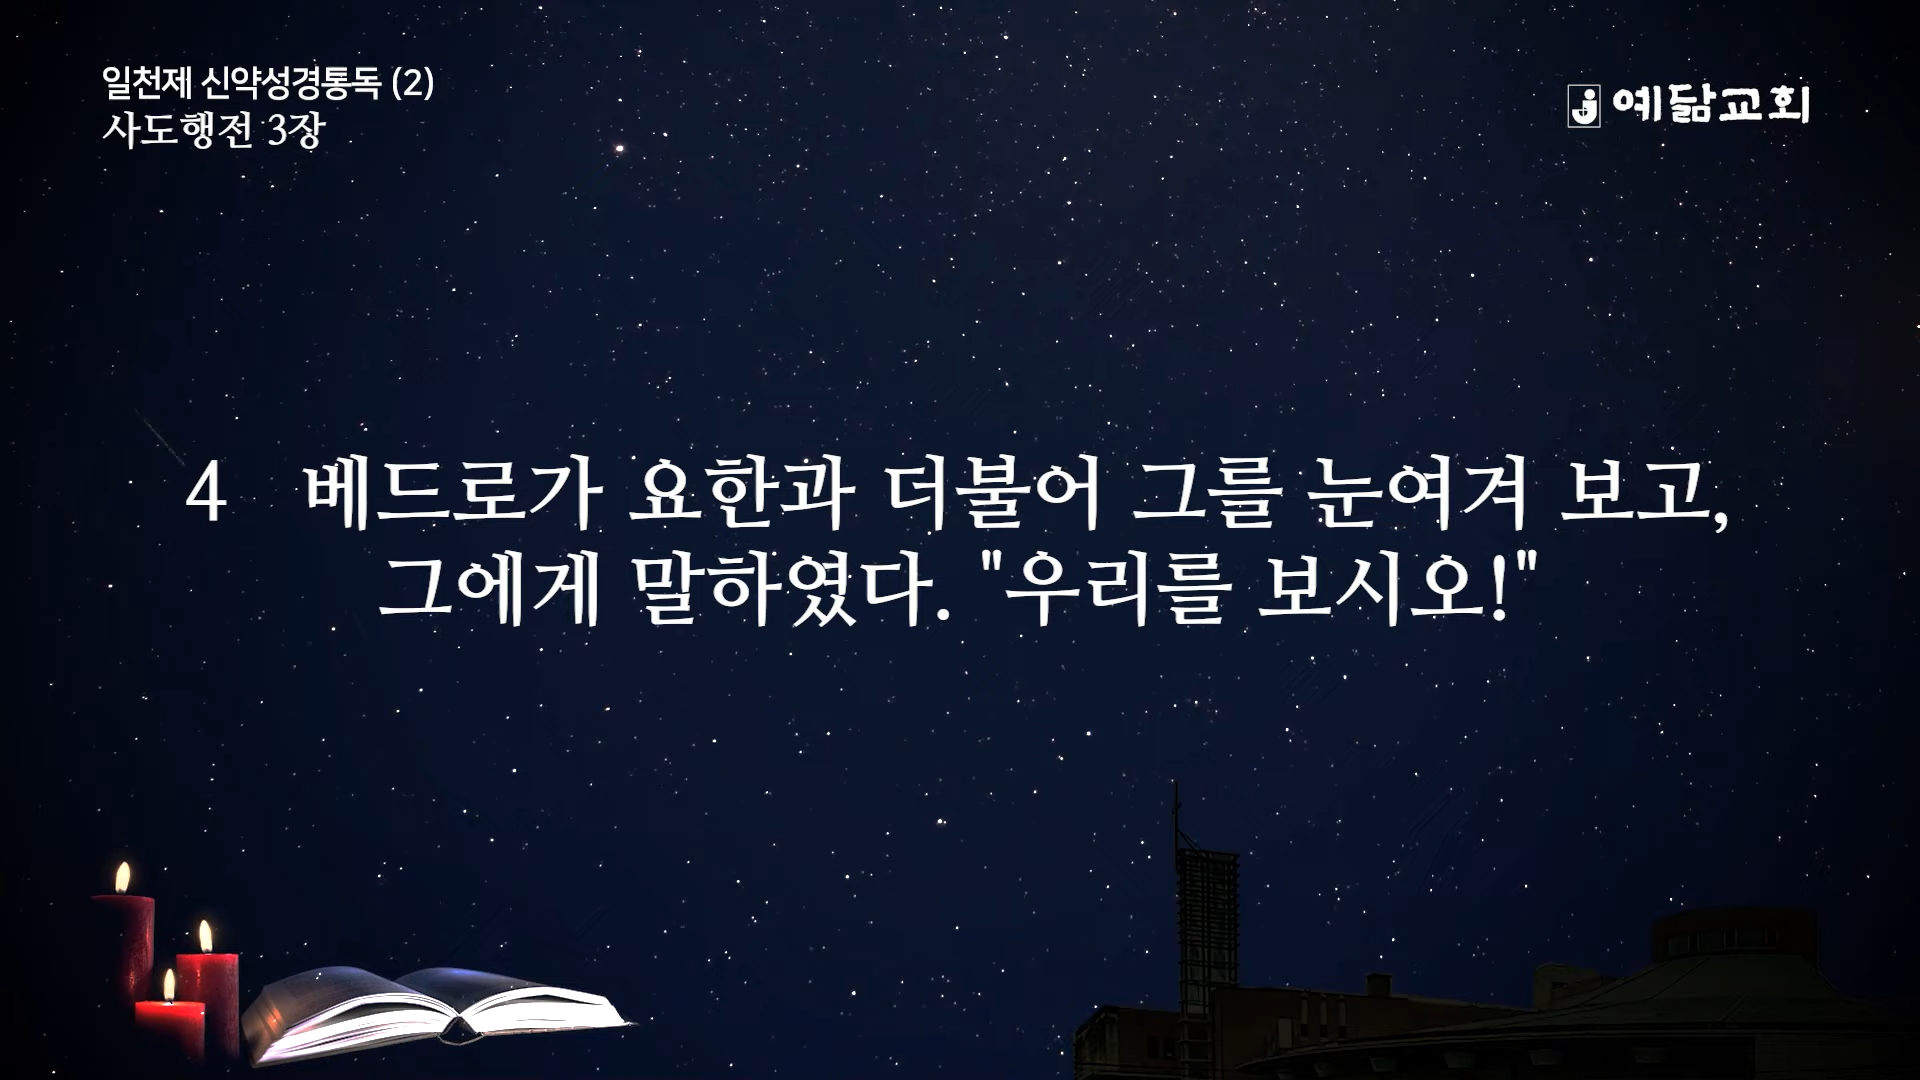 일천제 신약성경통독 (2)
사도행전 3장
예닮교회
4 베드로가 요한과 더불어 그를 눈여겨 보고,
그에게 말하였다. "우리를 보시오!"